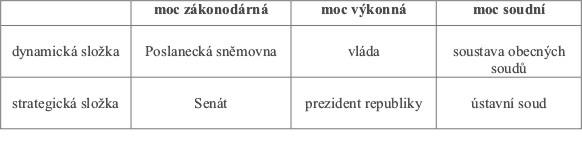 moc zákonodárná moc výkonná moc soudní
dynamická složka Poslanecká sněmovna vláda soustava obecných
soudů
strategická složka Senát prezident republiky ústavní soud